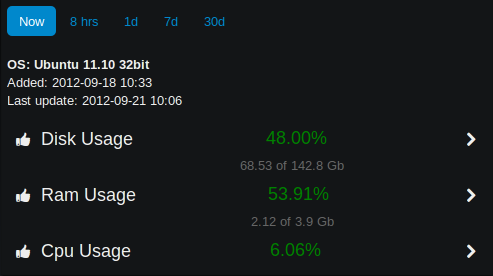 Now 8 hrs 1d 7d 30d
OS: Ubuntu 11.10 32bit
Added: 2012-09-18 10:33
Last update: 2012-09-21 10:06
Disk Usage 48.00%
68.53 of 142.8 Gb
Ram Usage 53.91%
2.12 of 3.9 Gb
Cpu Usage 6.06%